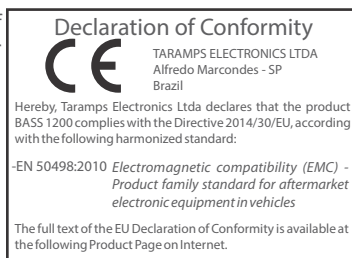 Declaration of Conformity
CE
TARAMPS ELECTRONICS LTDA
Alfredo Marcondes - SP
Brazil
Hereby, Taramps Electronics Ltda declares that the product
BASS 1200 complies with the Directive 2014/30/EU, according
with the following harmonized standard:
-EN 50498:2010 Electromagnetic compatibility (EMC) -
Product family standard for aftermarket
electronic equipment in vehicles
The full text of the EU Declaration of Conformity is available at
the following Product Page on Internet.